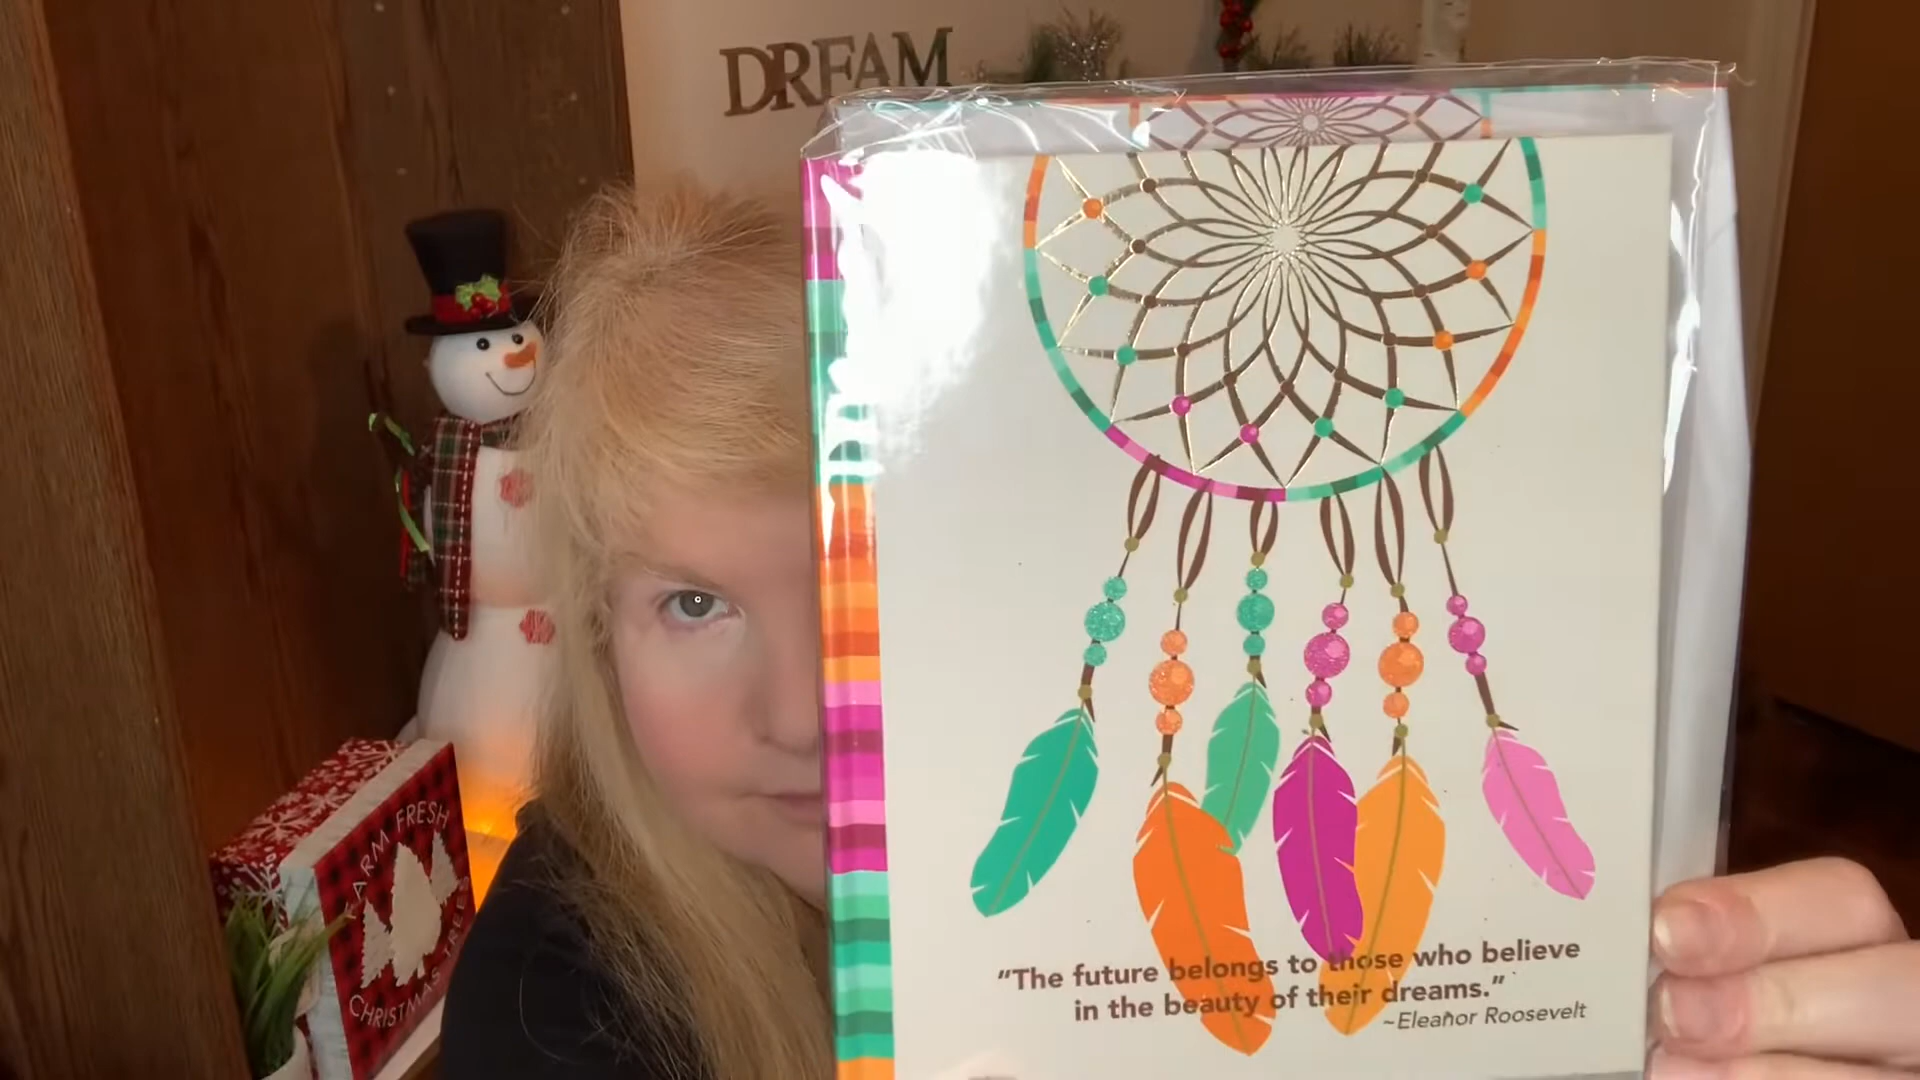 DREAM
FARM FRESH
CHRISTMAS TREES
"The future belongs to those who believe
in the beauty of their dreams."
~Eleanor Roosevelt